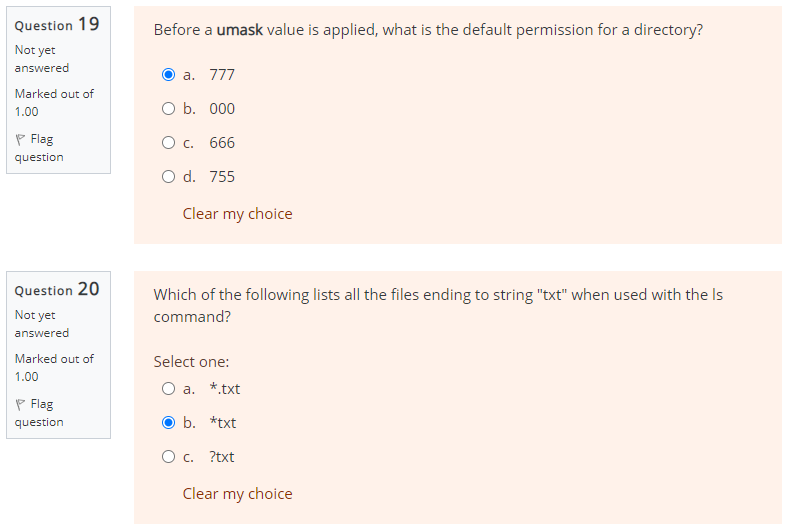 Question 19
Not yet
answered
Marked out of
1.00
Flag
question
Before a umask value is applied, what is the default permission for a directory?
a. 777
b. 000
c. 666
d. 755
Clear my choice
Question 20
Not yet
answered
Marked out of
1.00
Flag
question
Which of the following lists all the files ending to string "txt" when used with the ls
command?
Select one:
a. *.txt
b. *txt
c. ?txt
Clear my choice